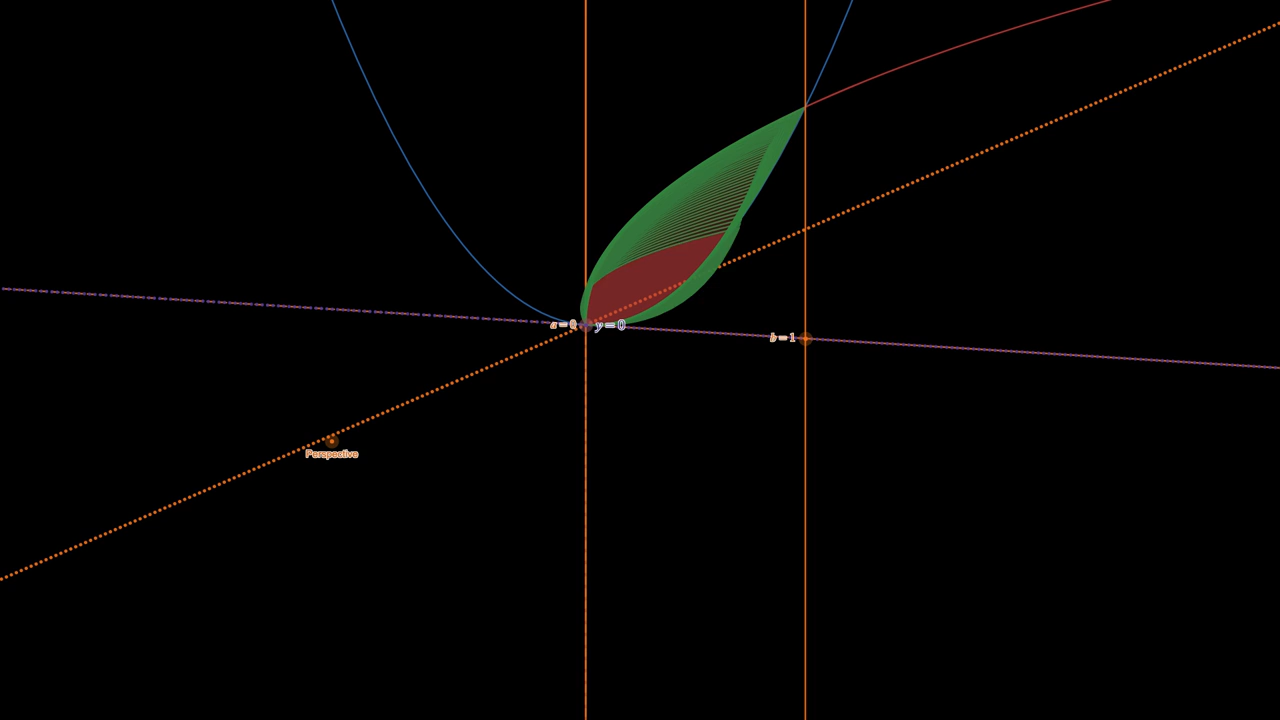 a = 0
y = 0
b = 1
Perspective